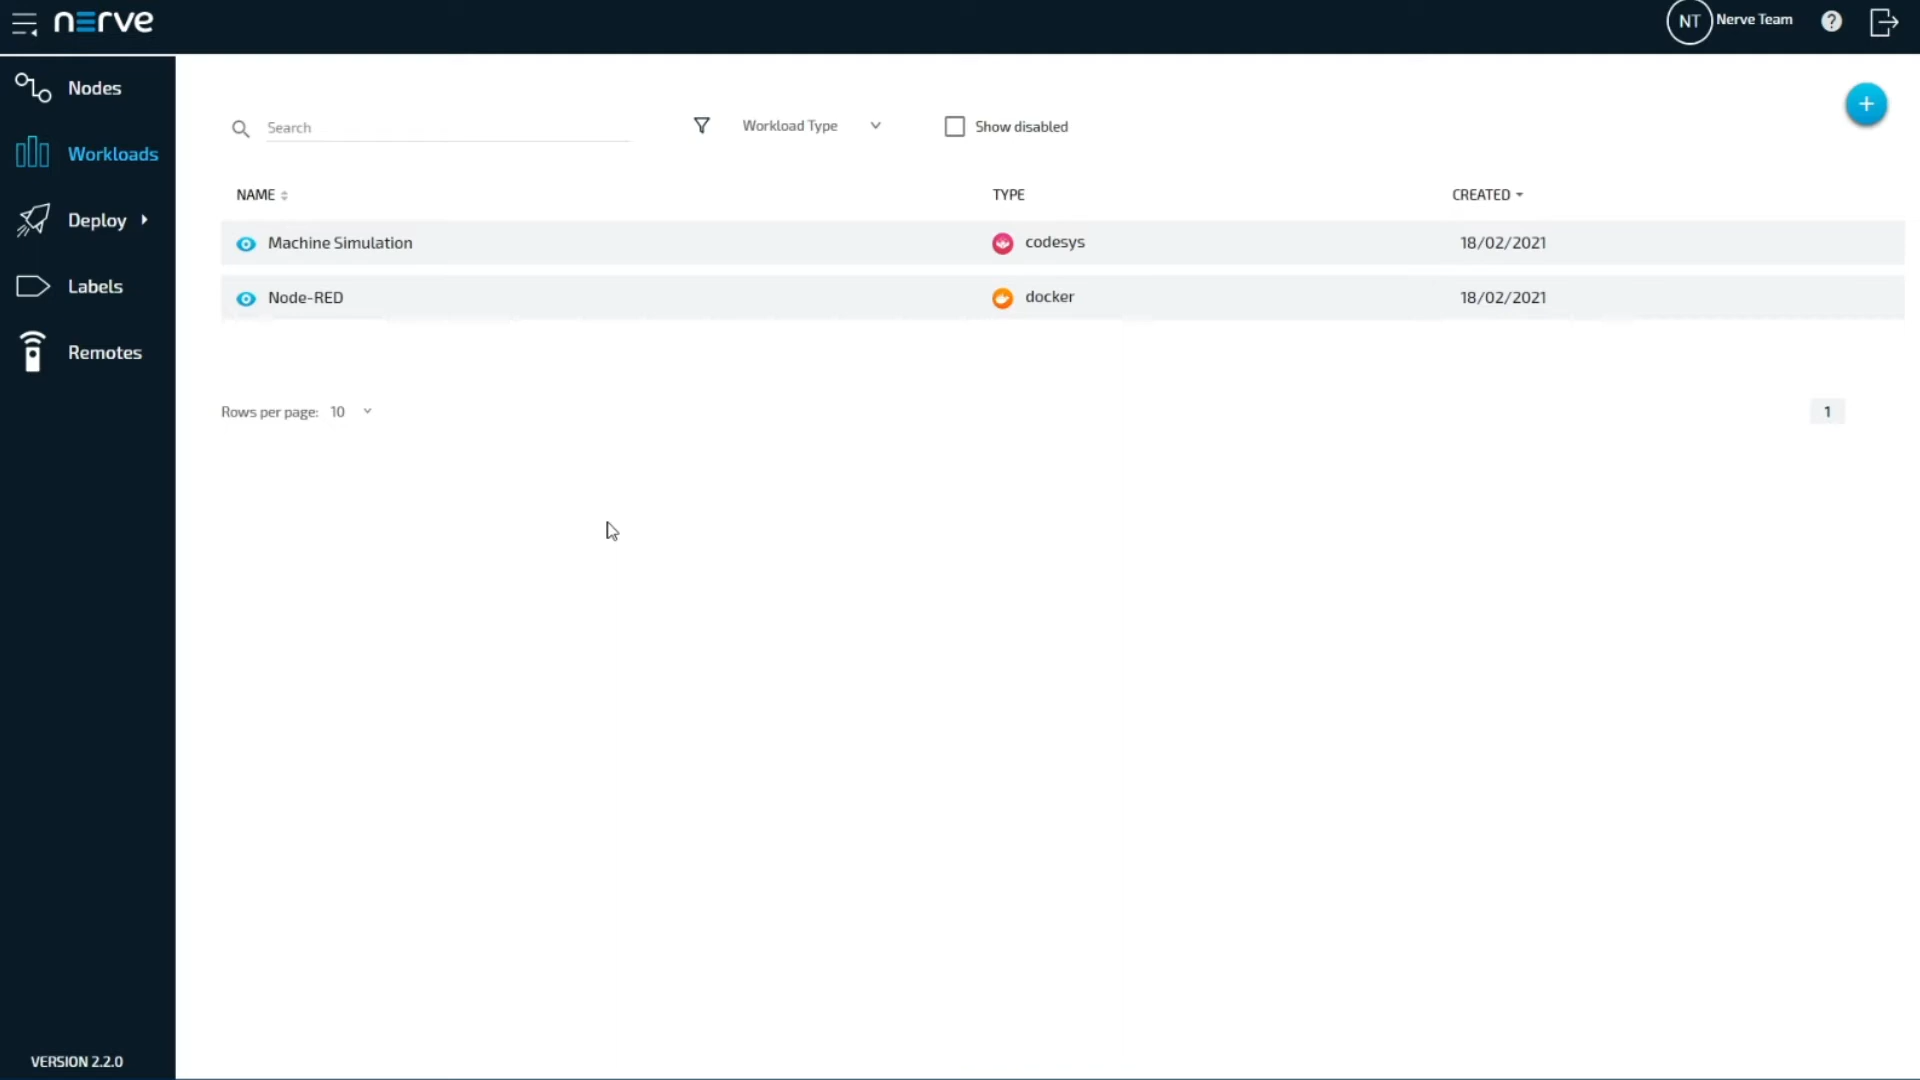 nerve
NT Nerve Team ?
Nodes
Workloads
Deploy
Labels
Remotes
VERSION 2.2.0
Search
Workload Type
Show disabled
+
NAME TYPE CREATED
Machine Simulation codesys 18/02/2021
Node-RED docker 18/02/2021
Rows per page: 10
1